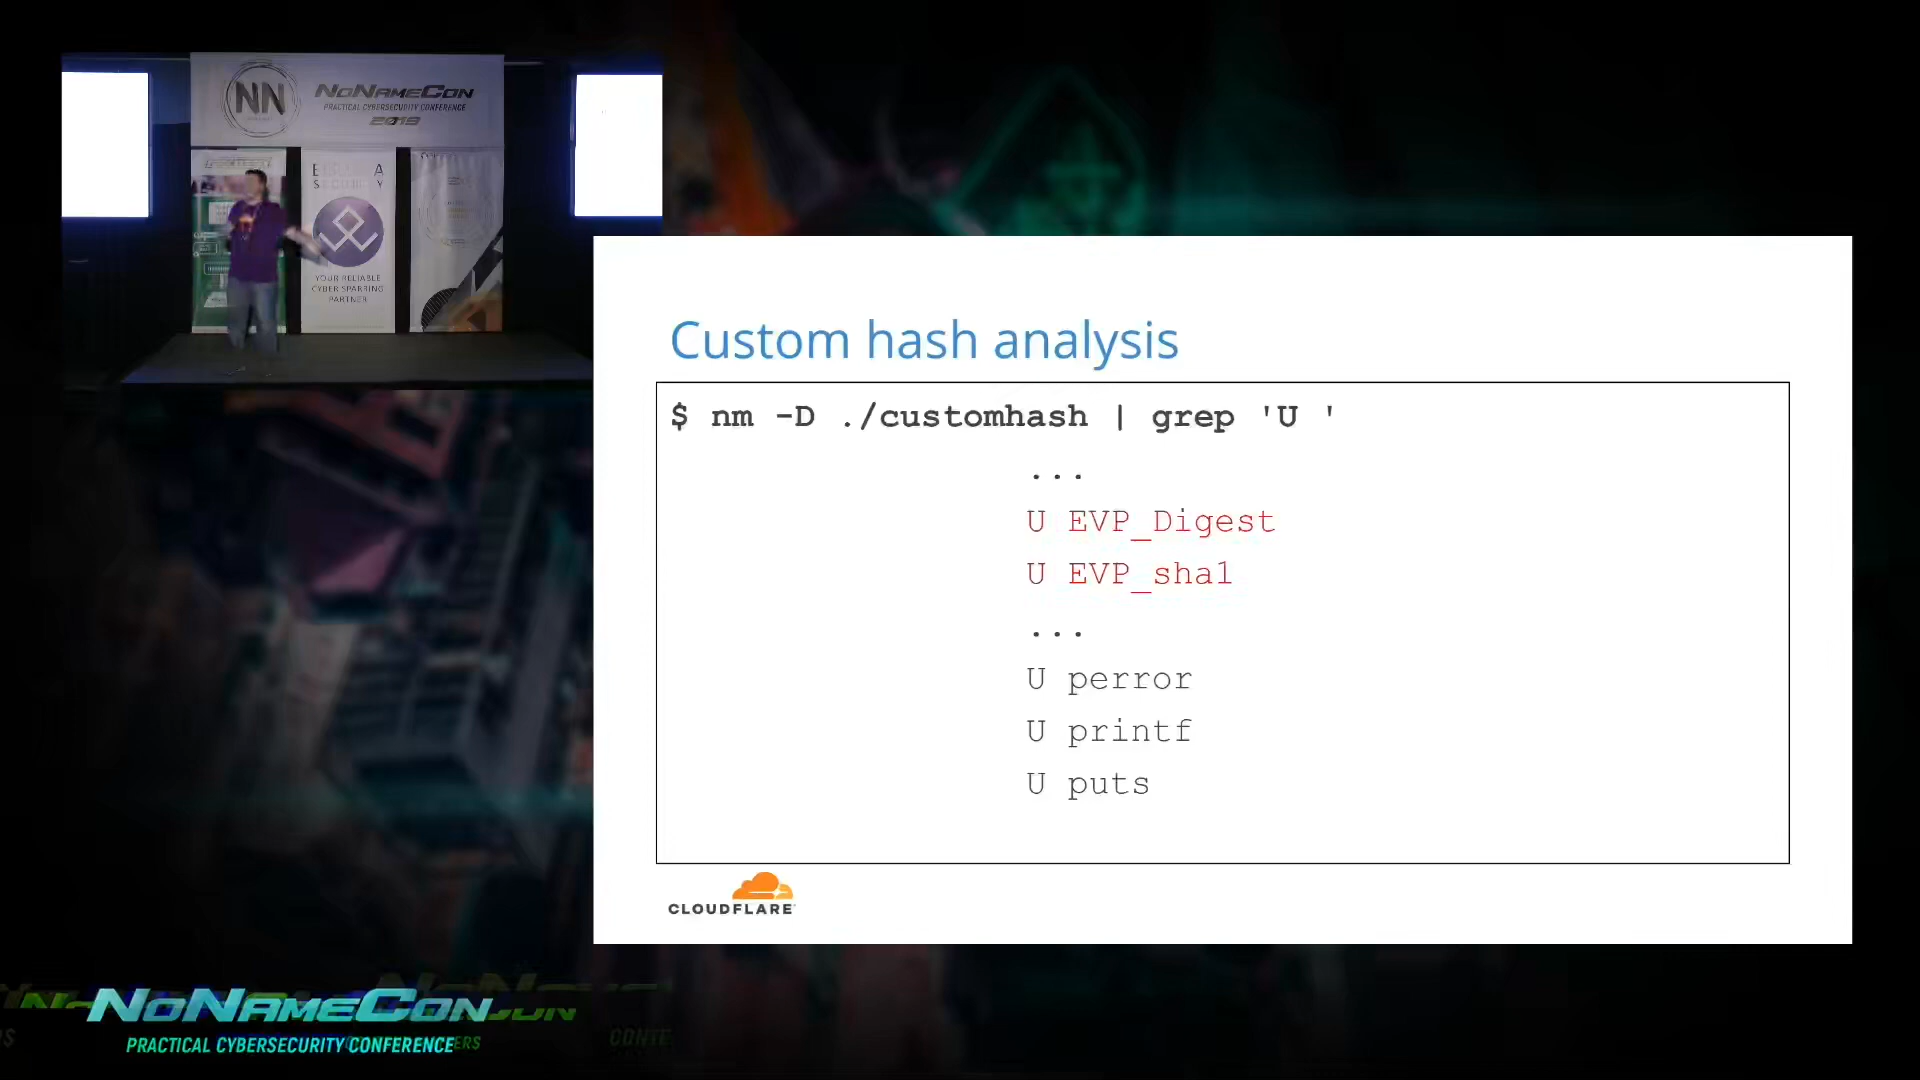 NN
NoNameCon
PRACTICAL CYBERSECURITY CONFERENCE
2019
YOUR RELIABLE
CYBER SPARRING
PARTNER
Custom hash analysis
$ nm -D ./customhash | grep 'U '
...
U EVP_Digest
U EVP_sha1
...
U perror
U printf
U puts
CLOUDFLARE
NoNameCon
PRACTICAL CYBERSECURITY CONFERENCE